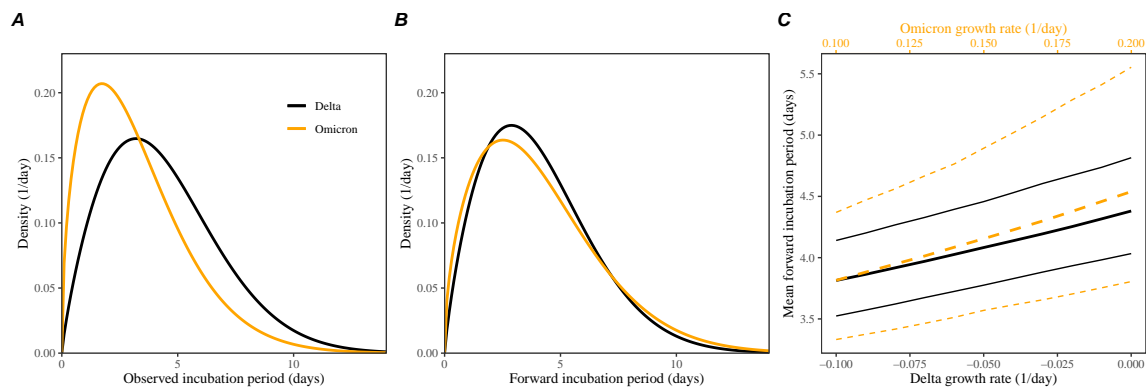 A
0.20
0.15
0.10
0.05
0.00
Density (1/day)
Delta
Omicron
0
5
10
Observed incubation period (days)
B
0.20
0.15
0.10
0.05
0.00
Density (1/day)
0
5
10
Forward incubation period (days)
C
Omicron growth rate (1/day)
0.100
0.125
0.150
0.175
0.200
5.5
5.0
4.5
4.0
3.5
Mean forward incubation period (days)
−0.100
−0.075
−0.050
−0.025
0.000
Delta growth rate (1/day)